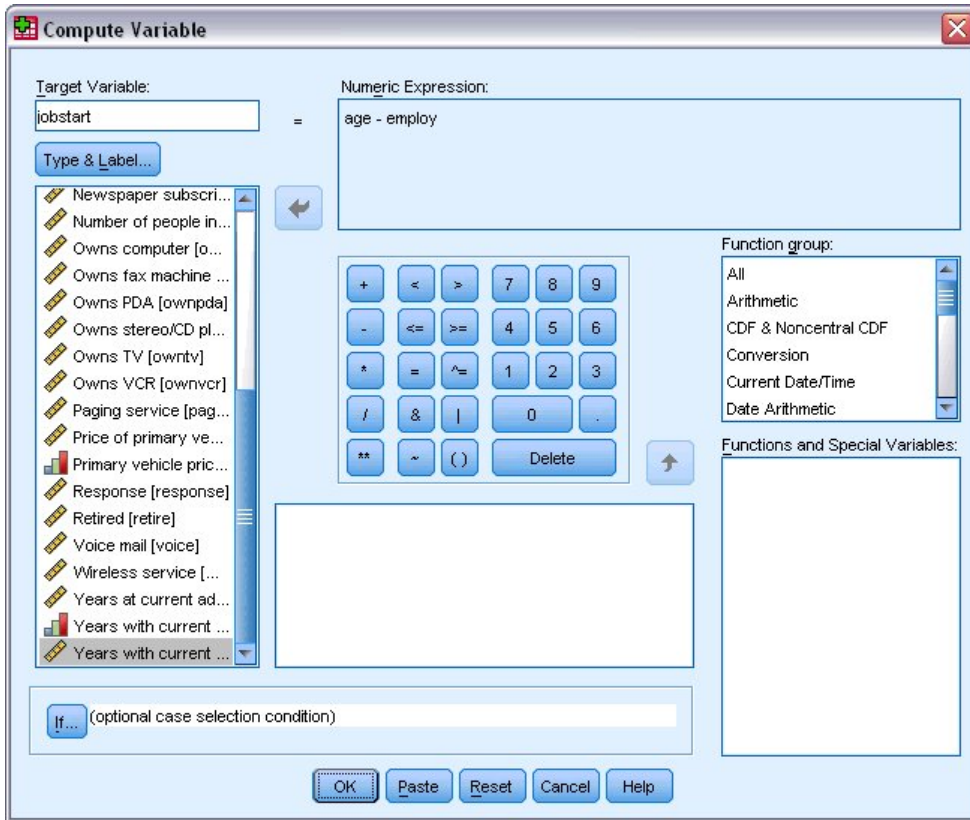 Compute Variable
Target Variable:
jobstart
=
Numeric Expression:
age - employ
Type & Label...
Newspaper subscri...
Number of people in...
Owns computer [o...
Owns fax machine ...
Owns PDA [ownpda]
Owns stereo/CD pl...
Owns TV [owntv]
Owns VCR [ownvcr]
Paging service [pag...
Price of primary ve...
Primary vehicle pric...
Response [response]
Retired [retire]
Voice mail [voice]
Wireless service [...
Years at current ad...
Years with current ...
Years with current ...
+ < > 7 8 9
- <= >= 4 5 6
* = ^= 1 2 3
/ & | 0 .
** ~ ( ) Delete
Function group:
All
Arithmetic
CDF & Noncentral CDF
Conversion
Current Date/Time
Date Arithmetic
Functions and Special Variables:
If... (optional case selection condition)
OK Paste Reset Cancel Help